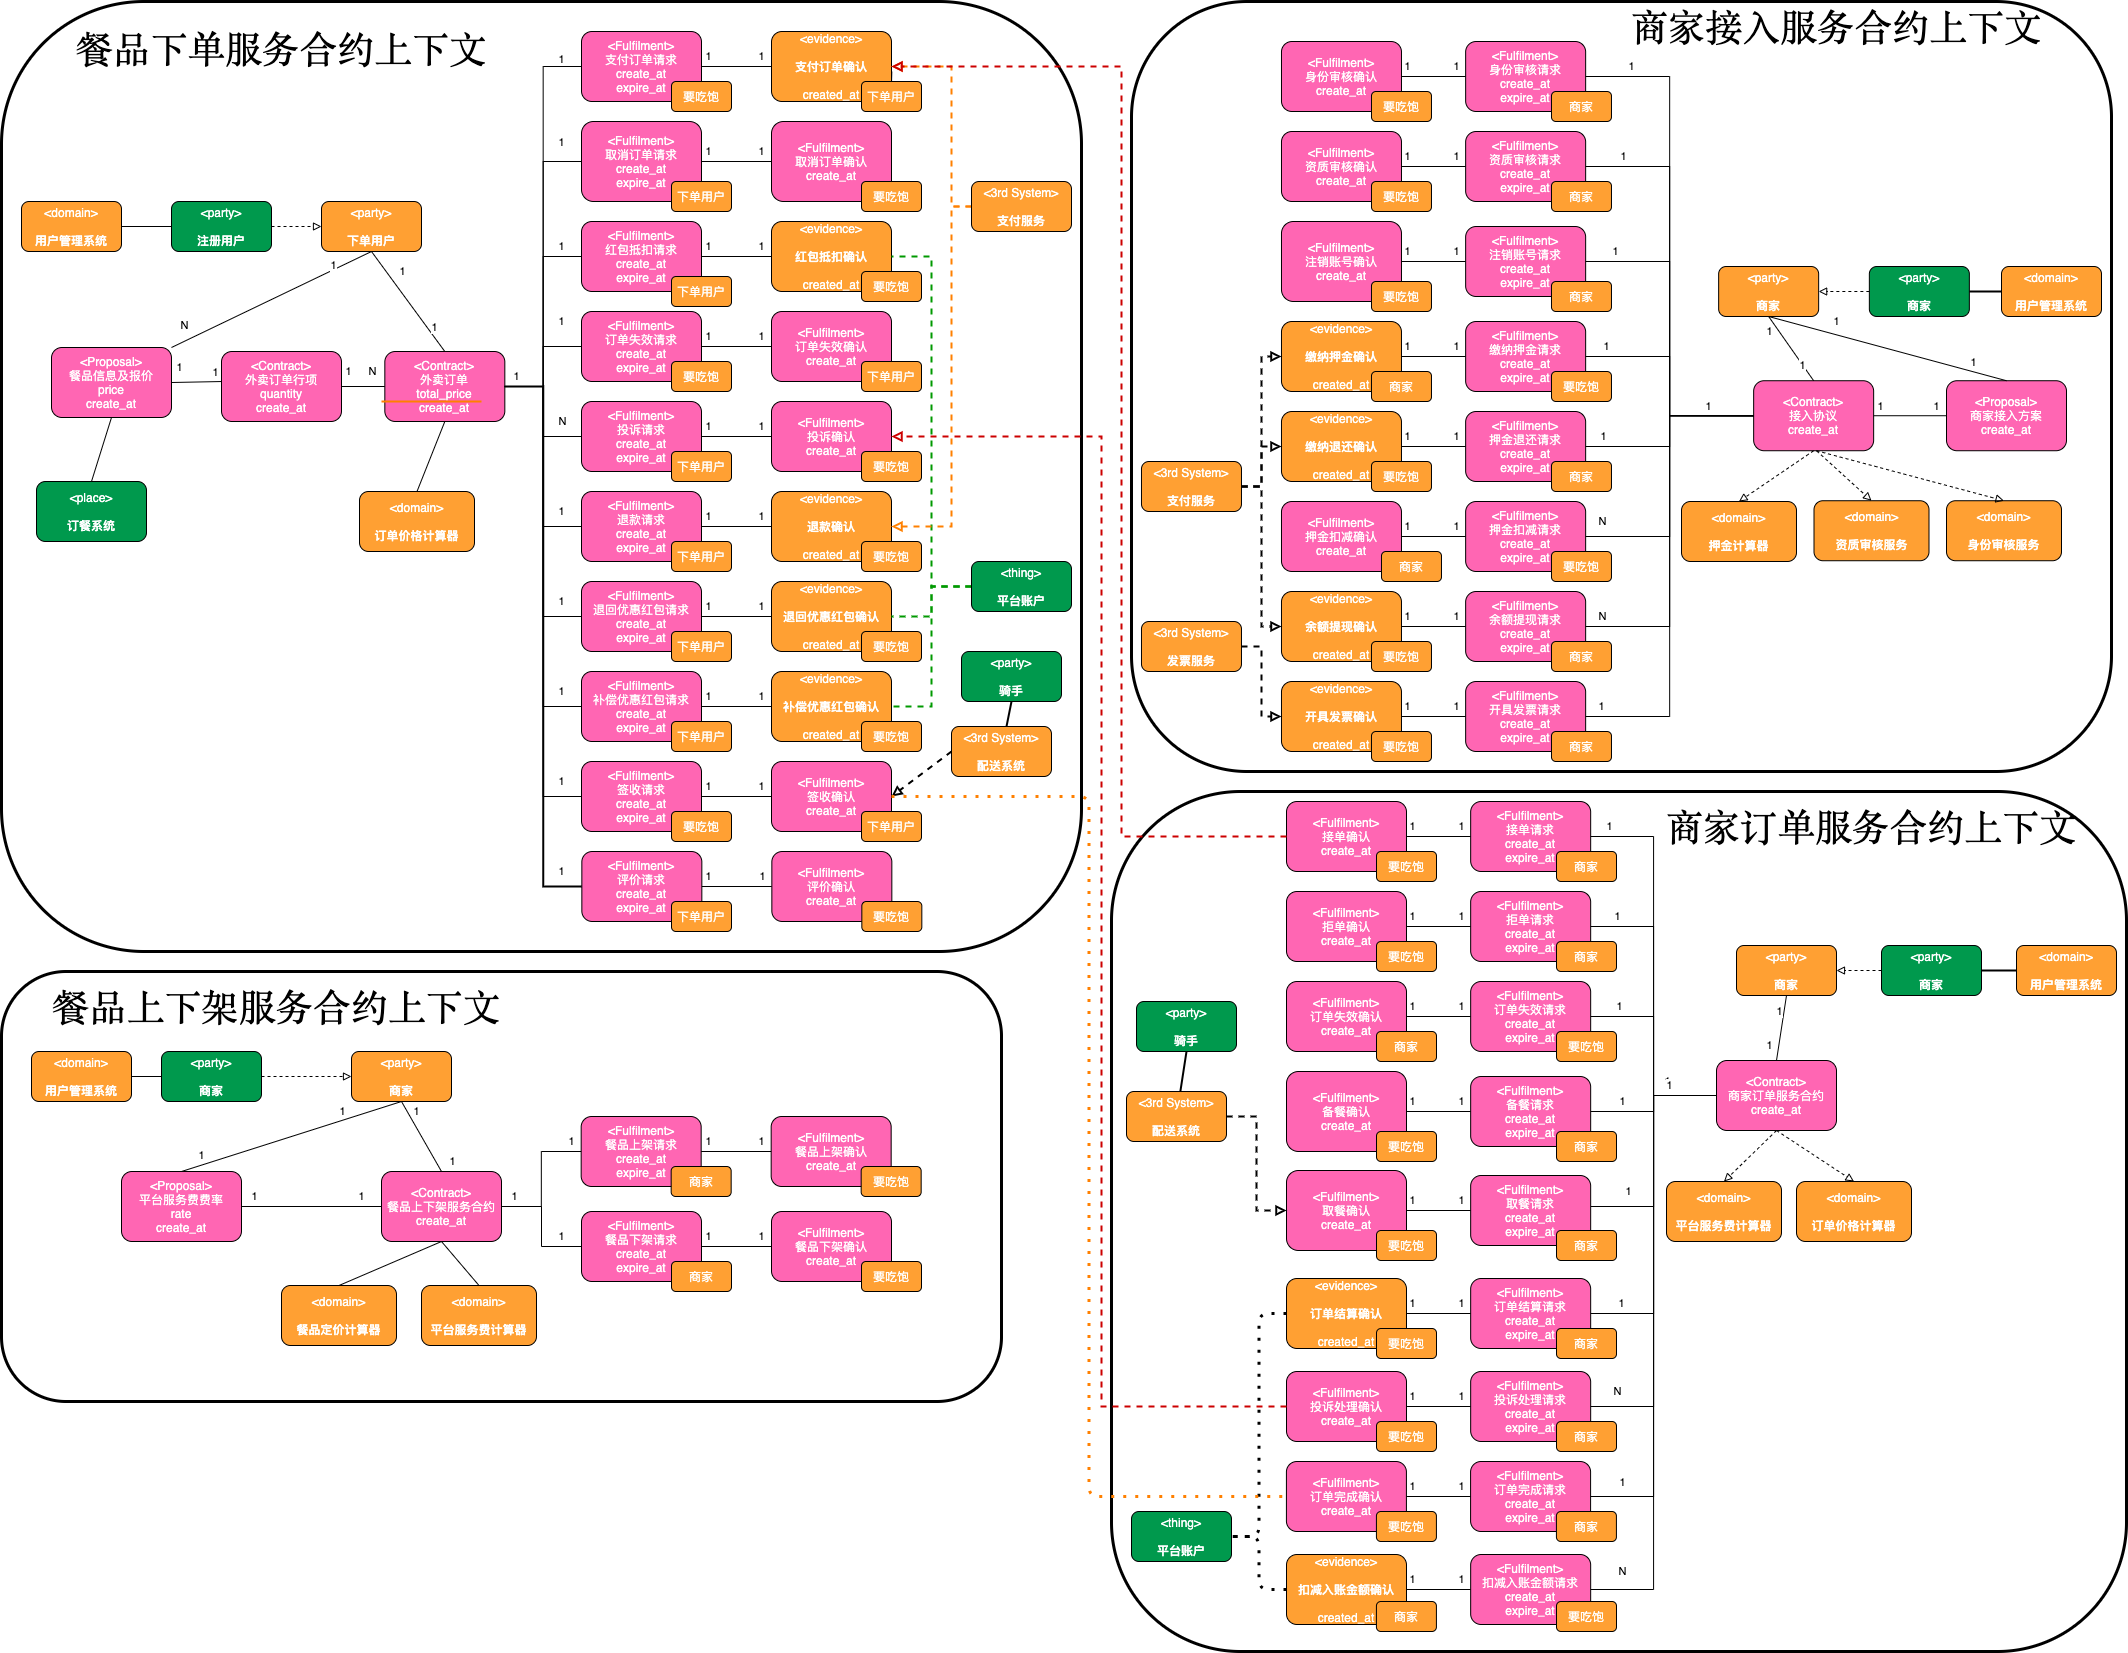 餐品下单服务合约上下文
<domain>
用户管理系统
<party>
注册用户
<party>
下单用户
1
1
N
1
<Proposal>
餐品信息及报价
price
create_at
1
1
<Contract>
外卖订单行项
quantity
create_at
1
N
<Contract>
外卖订单
total_price
create_at
1
<place>
订餐系统
<domain>
订单价格计算器
1
<Fulfilment>
支付订单请求
create_at
expire_at
要吃饱
1
1
<evidence>
支付订单确认
created_at
下单用户
1
<Fulfilment>
取消订单请求
create_at
expire_at
下单用户
1
1
<Fulfilment>
取消订单确认
create_at
要吃饱
1
<Fulfilment>
红包抵扣请求
create_at
expire_at
下单用户
1
1
<evidence>
红包抵扣确认
created_at
要吃饱
1
<Fulfilment>
订单失效请求
create_at
expire_at
要吃饱
1
1
<Fulfilment>
订单失效确认
create_at
下单用户
N
<Fulfilment>
投诉请求
create_at
expire_at
下单用户
1
1
<Fulfilment>
投诉确认
create_at
要吃饱
1
<Fulfilment>
退款请求
create_at
expire_at
下单用户
1
1
<evidence>
退款确认
created_at
要吃饱
1
<Fulfilment>
退回优惠红包请求
create_at
expire_at
下单用户
1
1
<evidence>
退回优惠红包确认
created_at
要吃饱
1
<Fulfilment>
补偿优惠红包请求
create_at
expire_at
下单用户
1
1
<evidence>
补偿优惠红包确认
created_at
要吃饱
1
<Fulfilment>
签收请求
create_at
expire_at
要吃饱
1
1
<Fulfilment>
签收确认
create_at
下单用户
1
<Fulfilment>
评价请求
create_at
expire_at
下单用户
1
1
<Fulfilment>
评价确认
create_at
要吃饱
<3rd System>
支付服务
<thing>
平台账户
<party>
骑手
<3rd System>
配送系统
商家接入服务合约上下文
<Fulfilment>
身份审核确认
create_at
要吃饱
1
1
<Fulfilment>
身份审核请求
create_at
expire_at
商家
1
<Fulfilment>
资质审核确认
create_at
要吃饱
1
1
<Fulfilment>
资质审核请求
create_at
expire_at
商家
1
<Fulfilment>
注销账号确认
create_at
要吃饱
1
1
<Fulfilment>
注销账号请求
create_at
expire_at
商家
1
<evidence>
缴纳押金确认
created_at
商家
1
1
<Fulfilment>
缴纳押金请求
create_at
expire_at
要吃饱
1
<evidence>
缴纳退还确认
created_at
要吃饱
1
1
<Fulfilment>
押金退还请求
create_at
expire_at
商家
1
<Fulfilment>
押金扣减确认
create_at
商家
1
1
<Fulfilment>
押金扣减请求
create_at
expire_at
要吃饱
N
<evidence>
余额提现确认
created_at
要吃饱
1
1
<Fulfilment>
余额提现请求
create_at
expire_at
商家
N
<evidence>
开具发票确认
created_at
要吃饱
1
1
<Fulfilment>
开具发票请求
create_at
expire_at
商家
1
<3rd System>
支付服务
<3rd System>
发票服务
<party>
商家
<party>
商家
<domain>
用户管理系统
1
1
1
1
1
<Contract>
接入协议
create_at
1
1
<Proposal>
商家接入方案
create_at
<domain>
押金计算器
<domain>
资质审核服务
<domain>
身份审核服务
餐品上下架服务合约上下文
<domain>
用户管理系统
<party>
商家
<party>
商家
1
1
1
1
<Proposal>
平台服务费费率
rate
create_at
1
1
<Contract>
餐品上下架服务合约
create_at
1
<domain>
餐品定价计算器
<domain>
平台服务费计算器
1
<Fulfilment>
餐品上架请求
create_at
expire_at
商家
1
1
<Fulfilment>
餐品上架确认
create_at
要吃饱
1
<Fulfilment>
餐品下架请求
create_at
expire_at
商家
1
1
<Fulfilment>
餐品下架确认
create_at
要吃饱
商家订单服务合约上下文
<Fulfilment>
接单确认
create_at
要吃饱
1
1
<Fulfilment>
接单请求
create_at
expire_at
商家
1
<Fulfilment>
拒单确认
create_at
要吃饱
1
1
<Fulfilment>
拒单请求
create_at
expire_at
商家
1
<Fulfilment>
订单失效确认
create_at
商家
1
1
<Fulfilment>
订单失效请求
create_at
expire_at
要吃饱
1
<Fulfilment>
备餐确认
create_at
要吃饱
1
1
<Fulfilment>
备餐请求
create_at
expire_at
商家
1
<Fulfilment>
取餐确认
create_at
要吃饱
1
1
<Fulfilment>
取餐请求
create_at
expire_at
商家
1
<evidence>
订单结算确认
created_at
要吃饱
1
1
<Fulfilment>
订单结算请求
create_at
expire_at
商家
1
<Fulfilment>
投诉处理确认
create_at
要吃饱
1
1
<Fulfilment>
投诉处理请求
create_at
expire_at
商家
N
<Fulfilment>
订单完成确认
create_at
要吃饱
1
1
<Fulfilment>
订单完成请求
create_at
expire_at
商家
1
<evidence>
扣减入账金额确认
created_at
商家
1
1
<Fulfilment>
扣减入账金额请求
create_at
expire_at
要吃饱
N
<party>
骑手
<3rd System>
配送系统
<thing>
平台账户
<party>
商家
<party>
商家
<domain>
用户管理系统
1
1
1
<Contract>
商家订单服务合约
create_at
<domain>
平台服务费计算器
<domain>
订单价格计算器